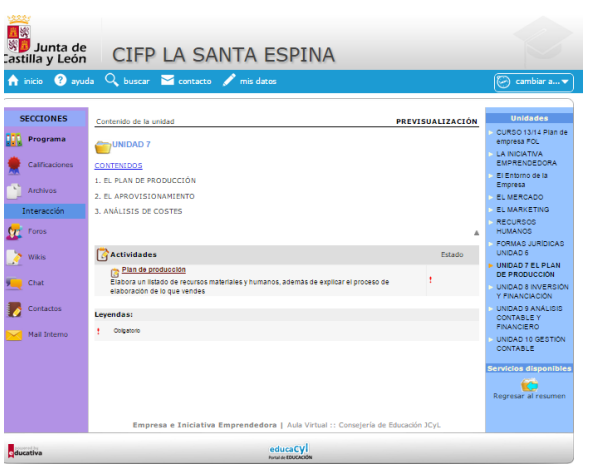 Junta de
Castilla y León
CIFP LA SANTA ESPINA
inicio ayuda buscar contacto mis datos cambiar a...
SECCIONES
Programa
Calificaciones
Archivos
Interacción
Foros
Wikis
Chat
Contactos
Mail Interno
Contenido de la unidad PREVISUALIZACIÓN
UNIDAD 7
CONTENIDOS
1. EL PLAN DE PRODUCCIÓN
2. EL APROVISIONAMIENTO
3. ANÁLISIS DE COSTES
Actividades Estado
Plan de producción
Elabora un listado de recursos materiales y humanos, además de explicar el proceso de
elaboración de lo que vendes
!
Leyendas:
! Obligatorio
Unidades
CURSO 13/14 Plan de
empresa FOL
LA INICIATIVA
EMPRENDEDORA
El Entorno de la
Empresa
EL MERCADO
EL MARKETING
RECURSOS
HUMANOS
FORMAS JURÍDICAS
UNIDAD 6
UNIDAD 7 EL PLAN
DE PRODUCCIÓN
UNIDAD 8 INVERSIÓN
Y FINANCIACIÓN
UNIDAD 9 ANÁLISIS
CONTABLE Y
FINANCIERO
UNIDAD 10 GESTIÓN
CONTABLE
Servicios disponibles
Regresar al resumen
Empresa e Iniciativa Emprendedora | Aula Virtual :: Consejería de Educación JCyL
powered by
educativa
educaCyl
Portal de EDUCACIÓN